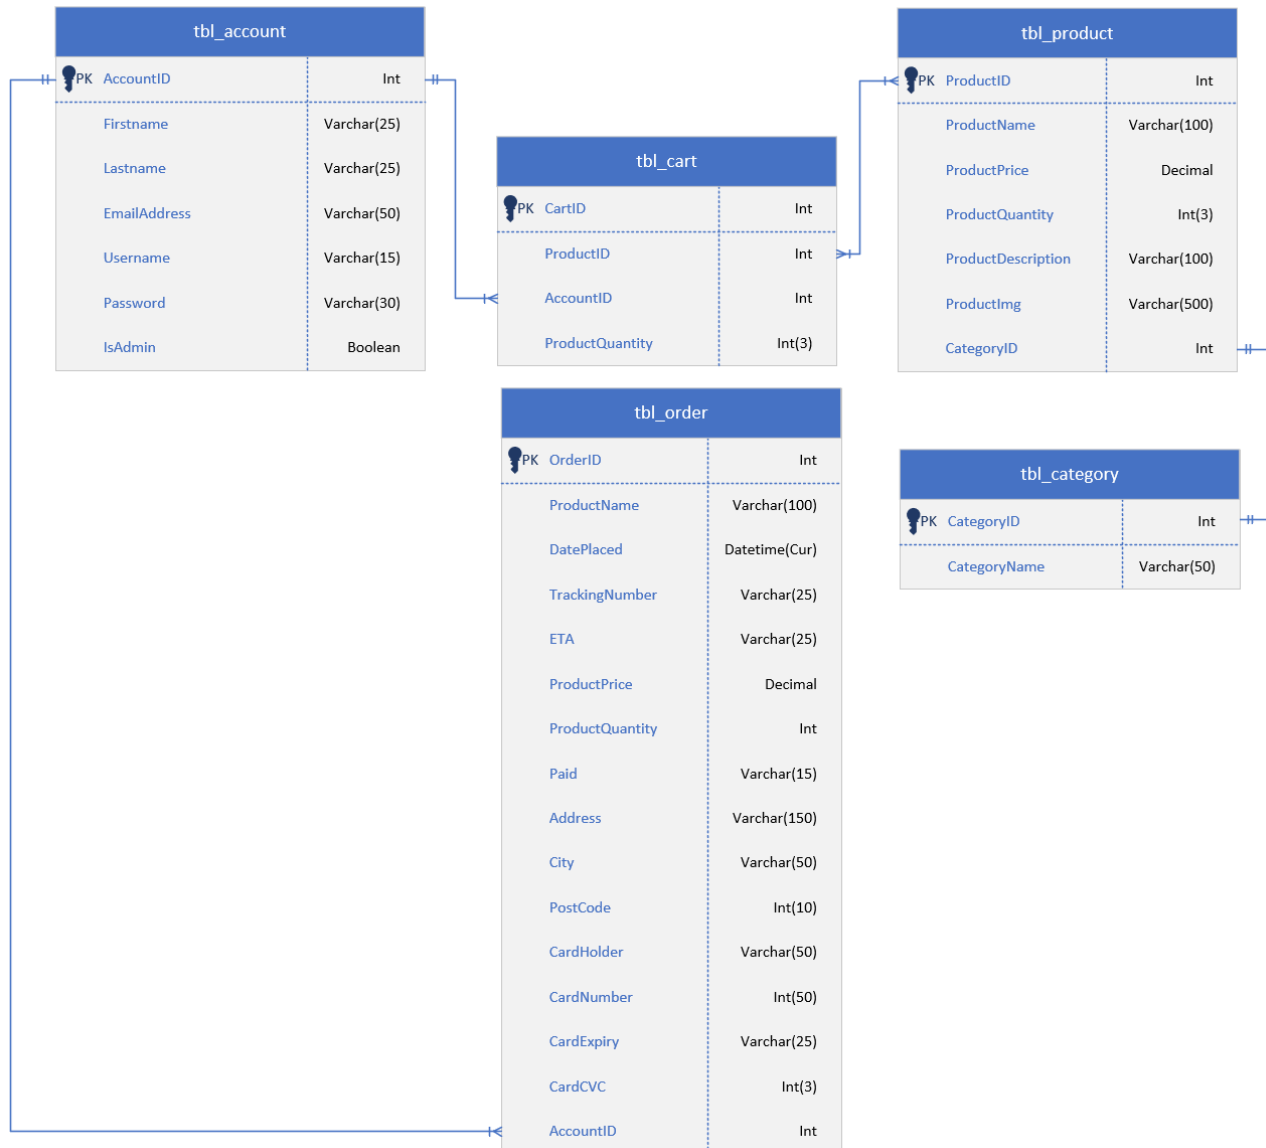 tbl_account
PK AccountID Int
Firstname Varchar(25)
Lastname Varchar(25)
EmailAddress Varchar(50)
Username Varchar(15)
Password Varchar(30)
IsAdmin Boolean
tbl_cart
PK CartID Int
ProductID Int
AccountID Int
ProductQuantity Int(3)
tbl_product
PK ProductID Int
ProductName Varchar(100)
ProductPrice Decimal
ProductQuantity Int(3)
ProductDescription Varchar(100)
ProductImg Varchar(500)
CategoryID Int
tbl_order
PK OrderID Int
ProductName Varchar(100)
DatePlaced Datetime(Cur)
TrackingNumber Varchar(25)
ETA Varchar(25)
ProductPrice Decimal
ProductQuantity Int
Paid Varchar(15)
Address Varchar(150)
City Varchar(50)
PostCode Int(10)
CardHolder Varchar(50)
CardNumber Int(50)
CardExpiry Varchar(25)
CardCVC Int(3)
AccountID Int
tbl_category
PK CategoryID Int
CategoryName Varchar(50)